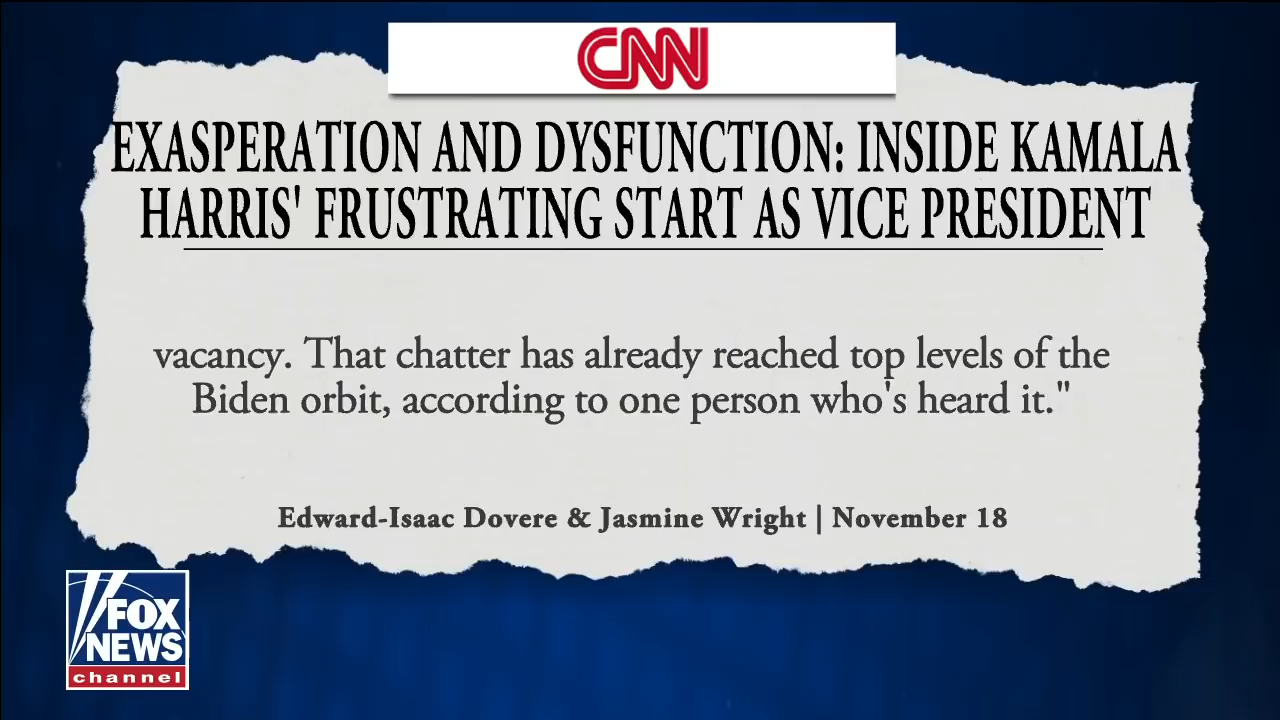 CNN
EXASPERATION AND DYSFUNCTION: INSIDE KAMALA
HARRIS' FRUSTRATING START AS VICE PRESIDENT
vacancy. That chatter has already reached top levels of the
Biden orbit, according to one person who's heard it."
Edward-Isaac Dovere & Jasmine Wright | November 18
FOX
NEWS
channel